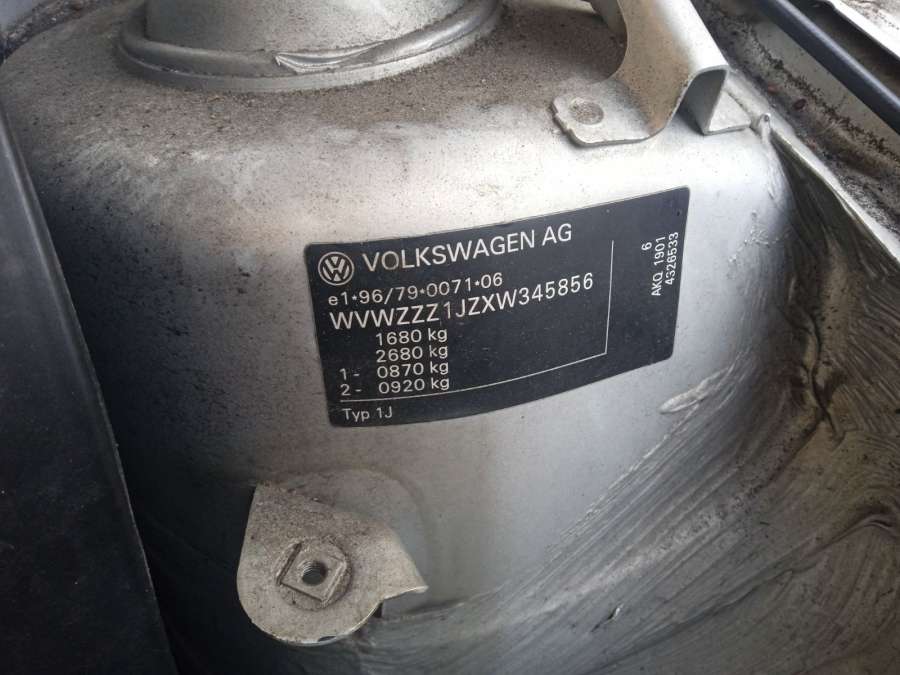 VOLKSWAGEN AG
e1*96/79*0071*06
WVWZZZ1JZXW345856
1680 kg
2680 kg
1- 0870 kg
2- 0920 kg
Typ 1J
6
AKQ 1901
4326533